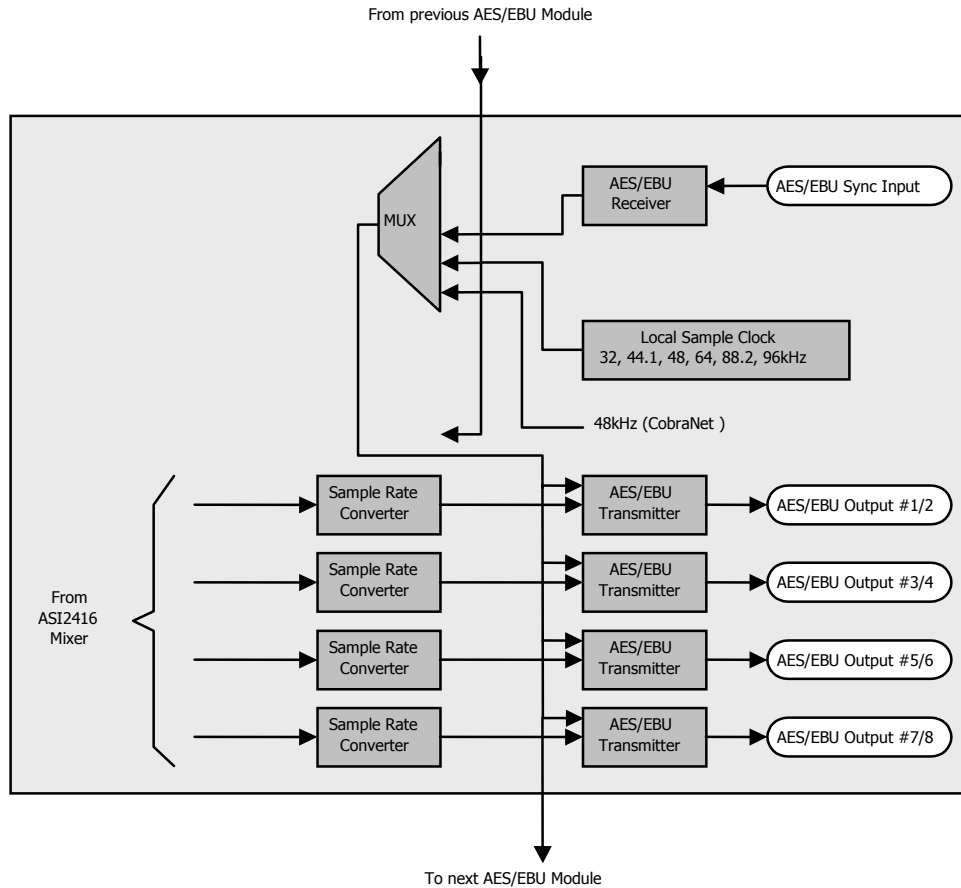 From previous AES/EBU Module
MUX
AES/EBU
Receiver
AES/EBU Sync Input
Local Sample Clock
32, 44.1, 48, 64, 88.2, 96kHz
48kHz (CobraNet )
From
ASI2416
Mixer
Sample Rate
Converter
AES/EBU
Transmitter
AES/EBU Output #1/2
Sample Rate
Converter
AES/EBU
Transmitter
AES/EBU Output #3/4
Sample Rate
Converter
AES/EBU
Transmitter
AES/EBU Output #5/6
Sample Rate
Converter
AES/EBU
Transmitter
AES/EBU Output #7/8
To next AES/EBU Module